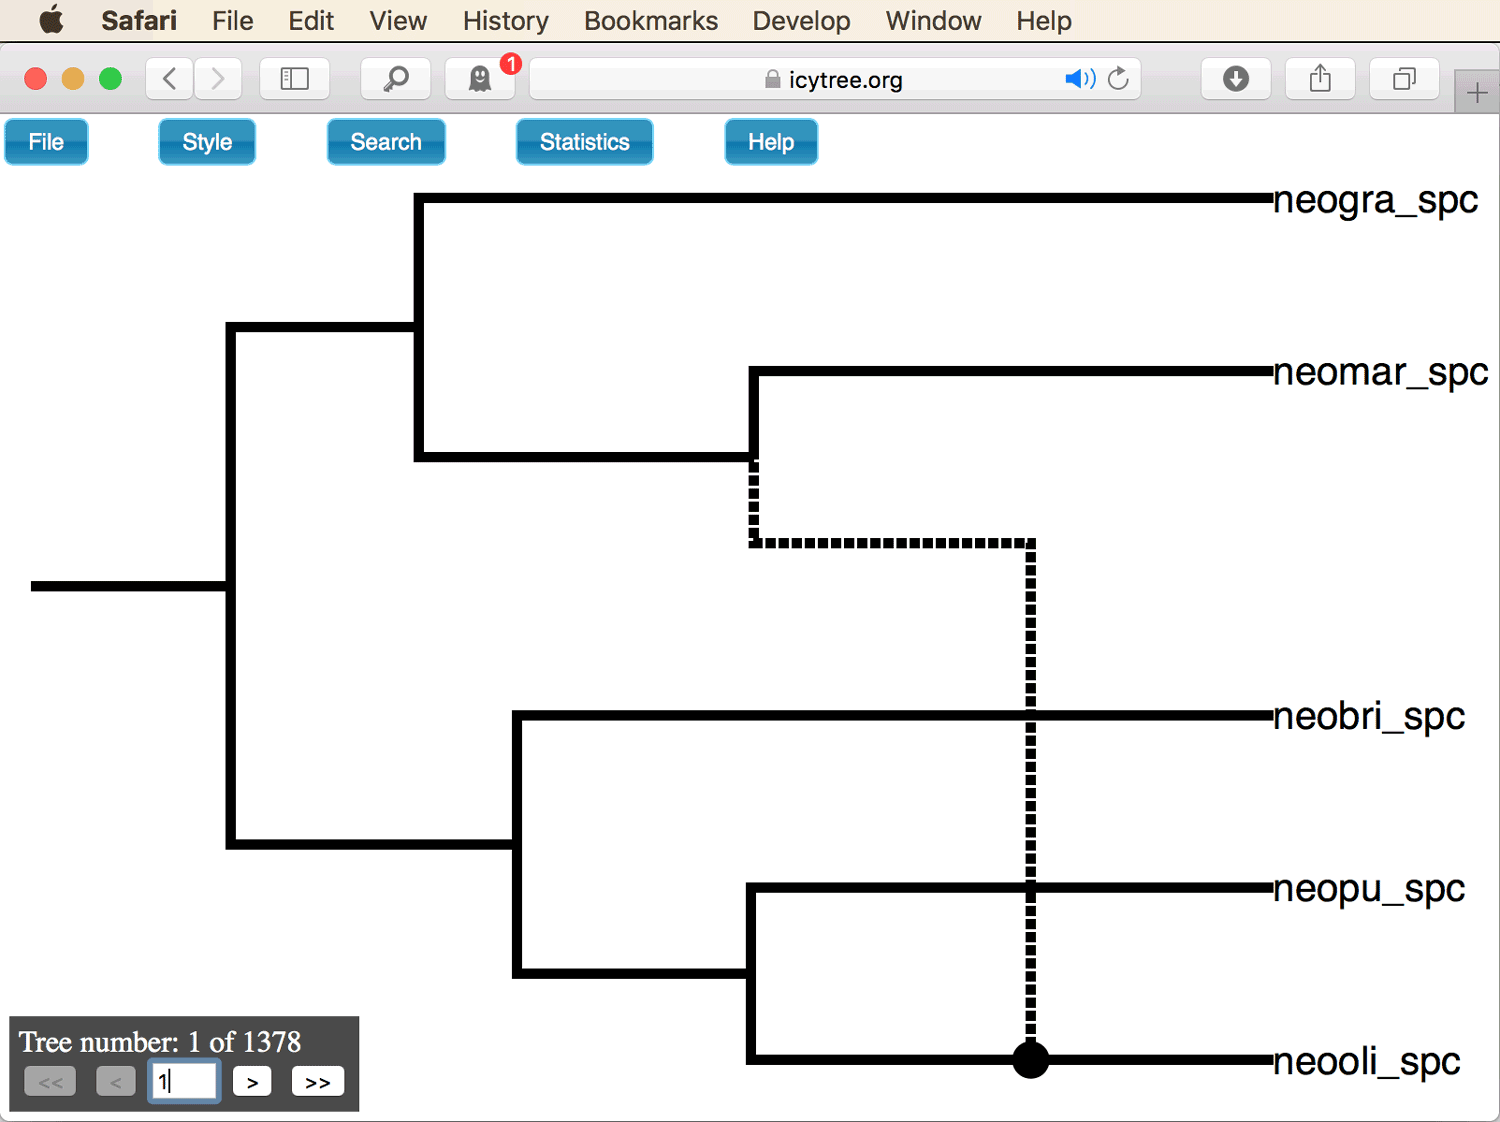 Safari File Edit View History Bookmarks Develop Window Help
1
icytree.org
File Style Search Statistics Help
neogra_spc
neomar_spc
neobri_spc
neopu_spc
neooli_spc
Tree number: 1 of 1378
<< < 1 > >>